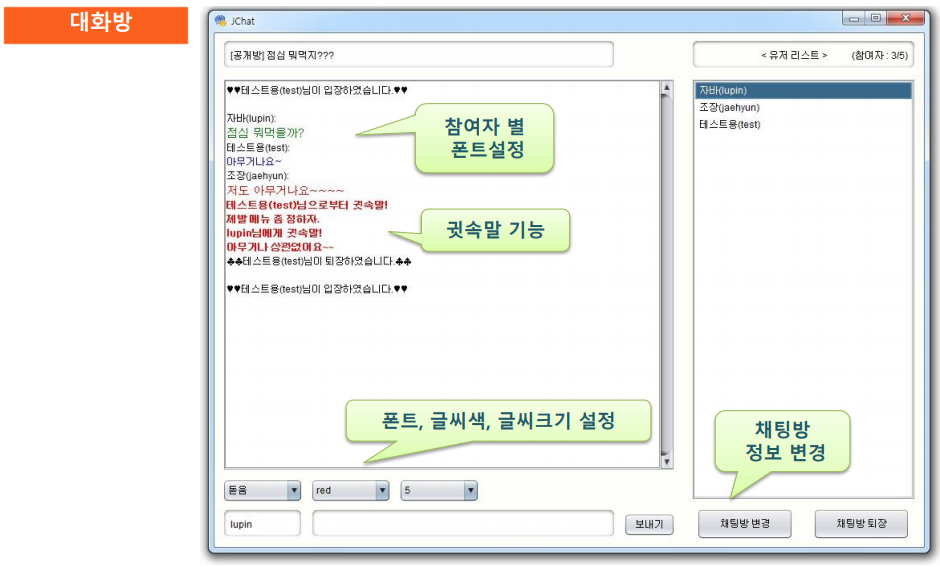 대화방
JChat
[공개방] 점심 뭐먹지???
< 유저 리스트 > (참여자 : 3/5)
♥♥테스트용(test)님이 입장하였습니다.♥♥
자바(lupin):
점심 뭐먹을까?
테스트용(test):
아무거나요~
조장(jaehyun):
저도 아무거나요~~~~
테스트용(test)님으로부터 귓속말!
제발 메뉴 좀 정하자.
lupin님에게 귓속말!
아무거나 상관없어요~~
♣♣테스트용(test)님이 퇴장하였습니다.♣♣
♥♥테스트용(test)님이 입장하였습니다.♥♥
참여자 별
폰트설정
귓속말 기능
자바(lupin)
조장(jaehyun)
테스트용(test)
폰트, 글씨색, 글씨크기 설정
채팅방
정보 변경
돋움 red 5
lupin 보내기 채팅방 변경 채팅방 퇴장